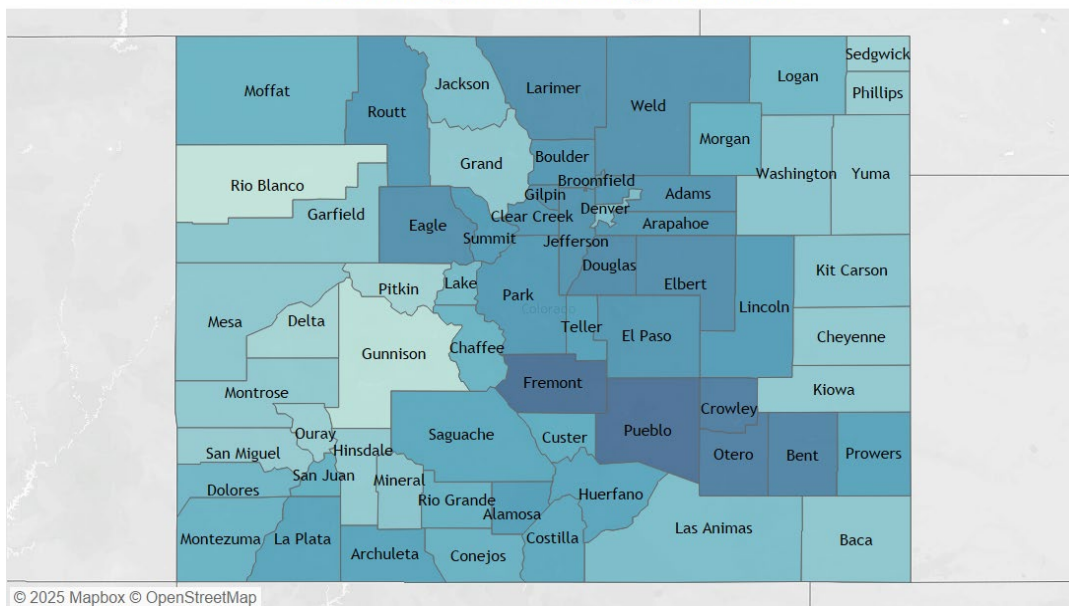 Sedgwick
Logan
Jackson
Larimer
Moffat
Phillips
Weld
Routt
Morgan
Boulder
Grand
Washington
Yuma
Broomfield
Rio Blanco
Gilpin
Adams
Denver
Garfield
Clear Creek
Arapahoe
Eagle
Summit
Jefferson
Douglas
Kit Carson
Lake
Elbert
Pitkin
Park
Lincoln
Colorado
Mesa
Delta
Teller
El Paso
Cheyenne
Chaffee
Gunnison
Fremont
Kiowa
Montrose
Crowley
Pueblo
Ouray
Saguache
Custer
Hinsdale
San Miguel
Otero
Bent
Prowers
San Juan
Mineral
Dolores
Rio Grande
Huerfano
Alamosa
Las Animas
Montezuma
La Plata
Costilla
Baca
Archuleta
Conejos
© 2025 Mapbox © OpenStreetMap